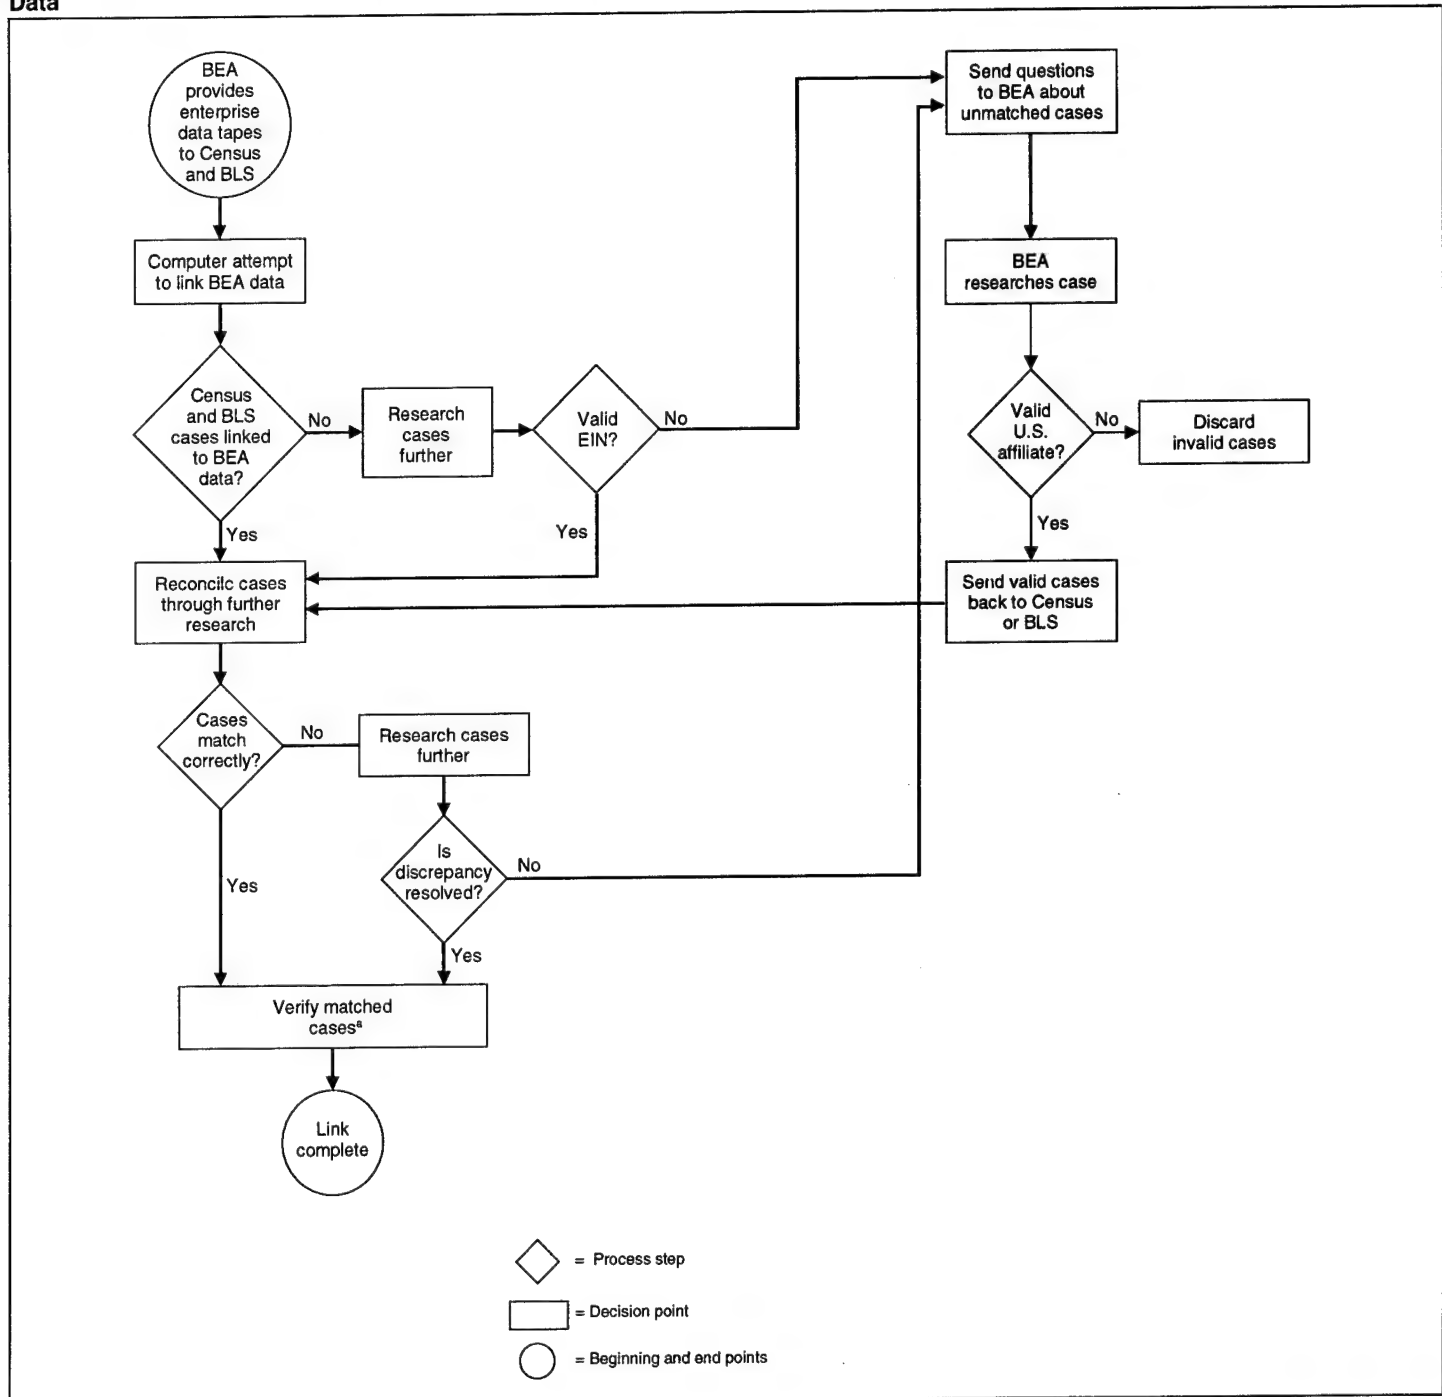 Data
BEA
provides
enterprise
data tapes
to Census
and BLS
Computer attempt
to link BEA data
Census
and BLS
cases linked
to BEA
data?
No
Research
cases
further
Valid
EIN?
No
Yes
Yes
Reconcile cases
through further
research
Cases
match
correctly?
No
Research cases
further
Is
discrepancy
resolved?
No
Yes
Yes
Verify matched
casesª
Link
complete
Send questions
to BEA about
unmatched cases
BEA
researches case
Valid
U.S.
affiliate?
No
Discard
invalid cases
Yes
Send valid cases
back to Census
or BLS
= Process step
= Decision point
= Beginning and end points